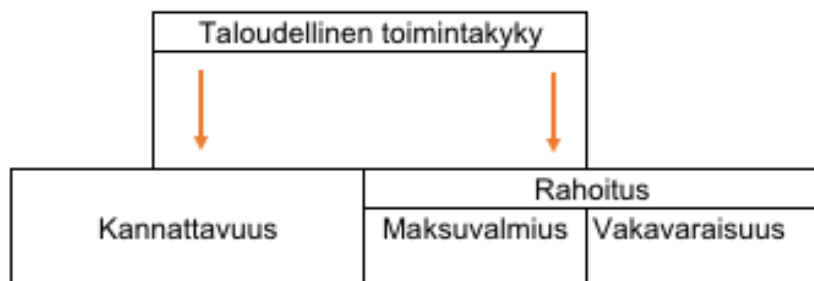 Taloudellinen toimintakyky
Rahoitus
Kannattavuus
Maksuvalmius
Vakavaraisuus